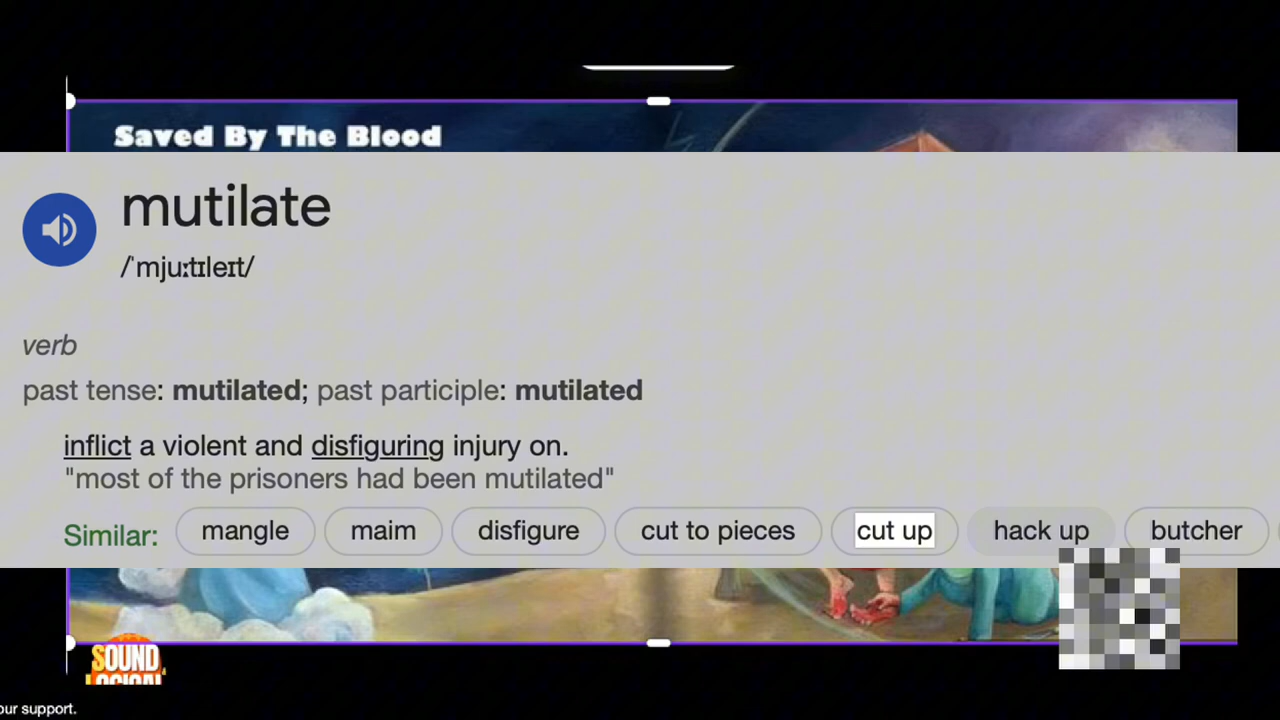 Saved By The Blood
mutilate
/ˈmjuːtɪleɪt/
verb
past tense: mutilated; past participle: mutilated
inflict a violent and disfiguring injury on.
"most of the prisoners had been mutilated"
Similar: mangle maim disfigure cut to pieces cut up hack up butcher
SOUND
our support.